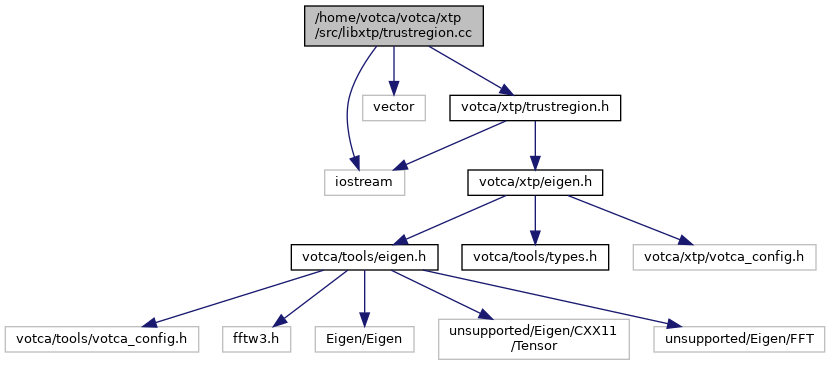 /home/votca/votca/xtp
/src/libxtp/trustregion.cc
vector
votca/xtp/trustregion.h
iostream
votca/xtp/eigen.h
votca/tools/eigen.h
votca/tools/types.h
votca/xtp/votca_config.h
votca/tools/votca_config.h
fftw3.h
Eigen/Eigen
unsupported/Eigen/CXX11
/Tensor
unsupported/Eigen/FFT